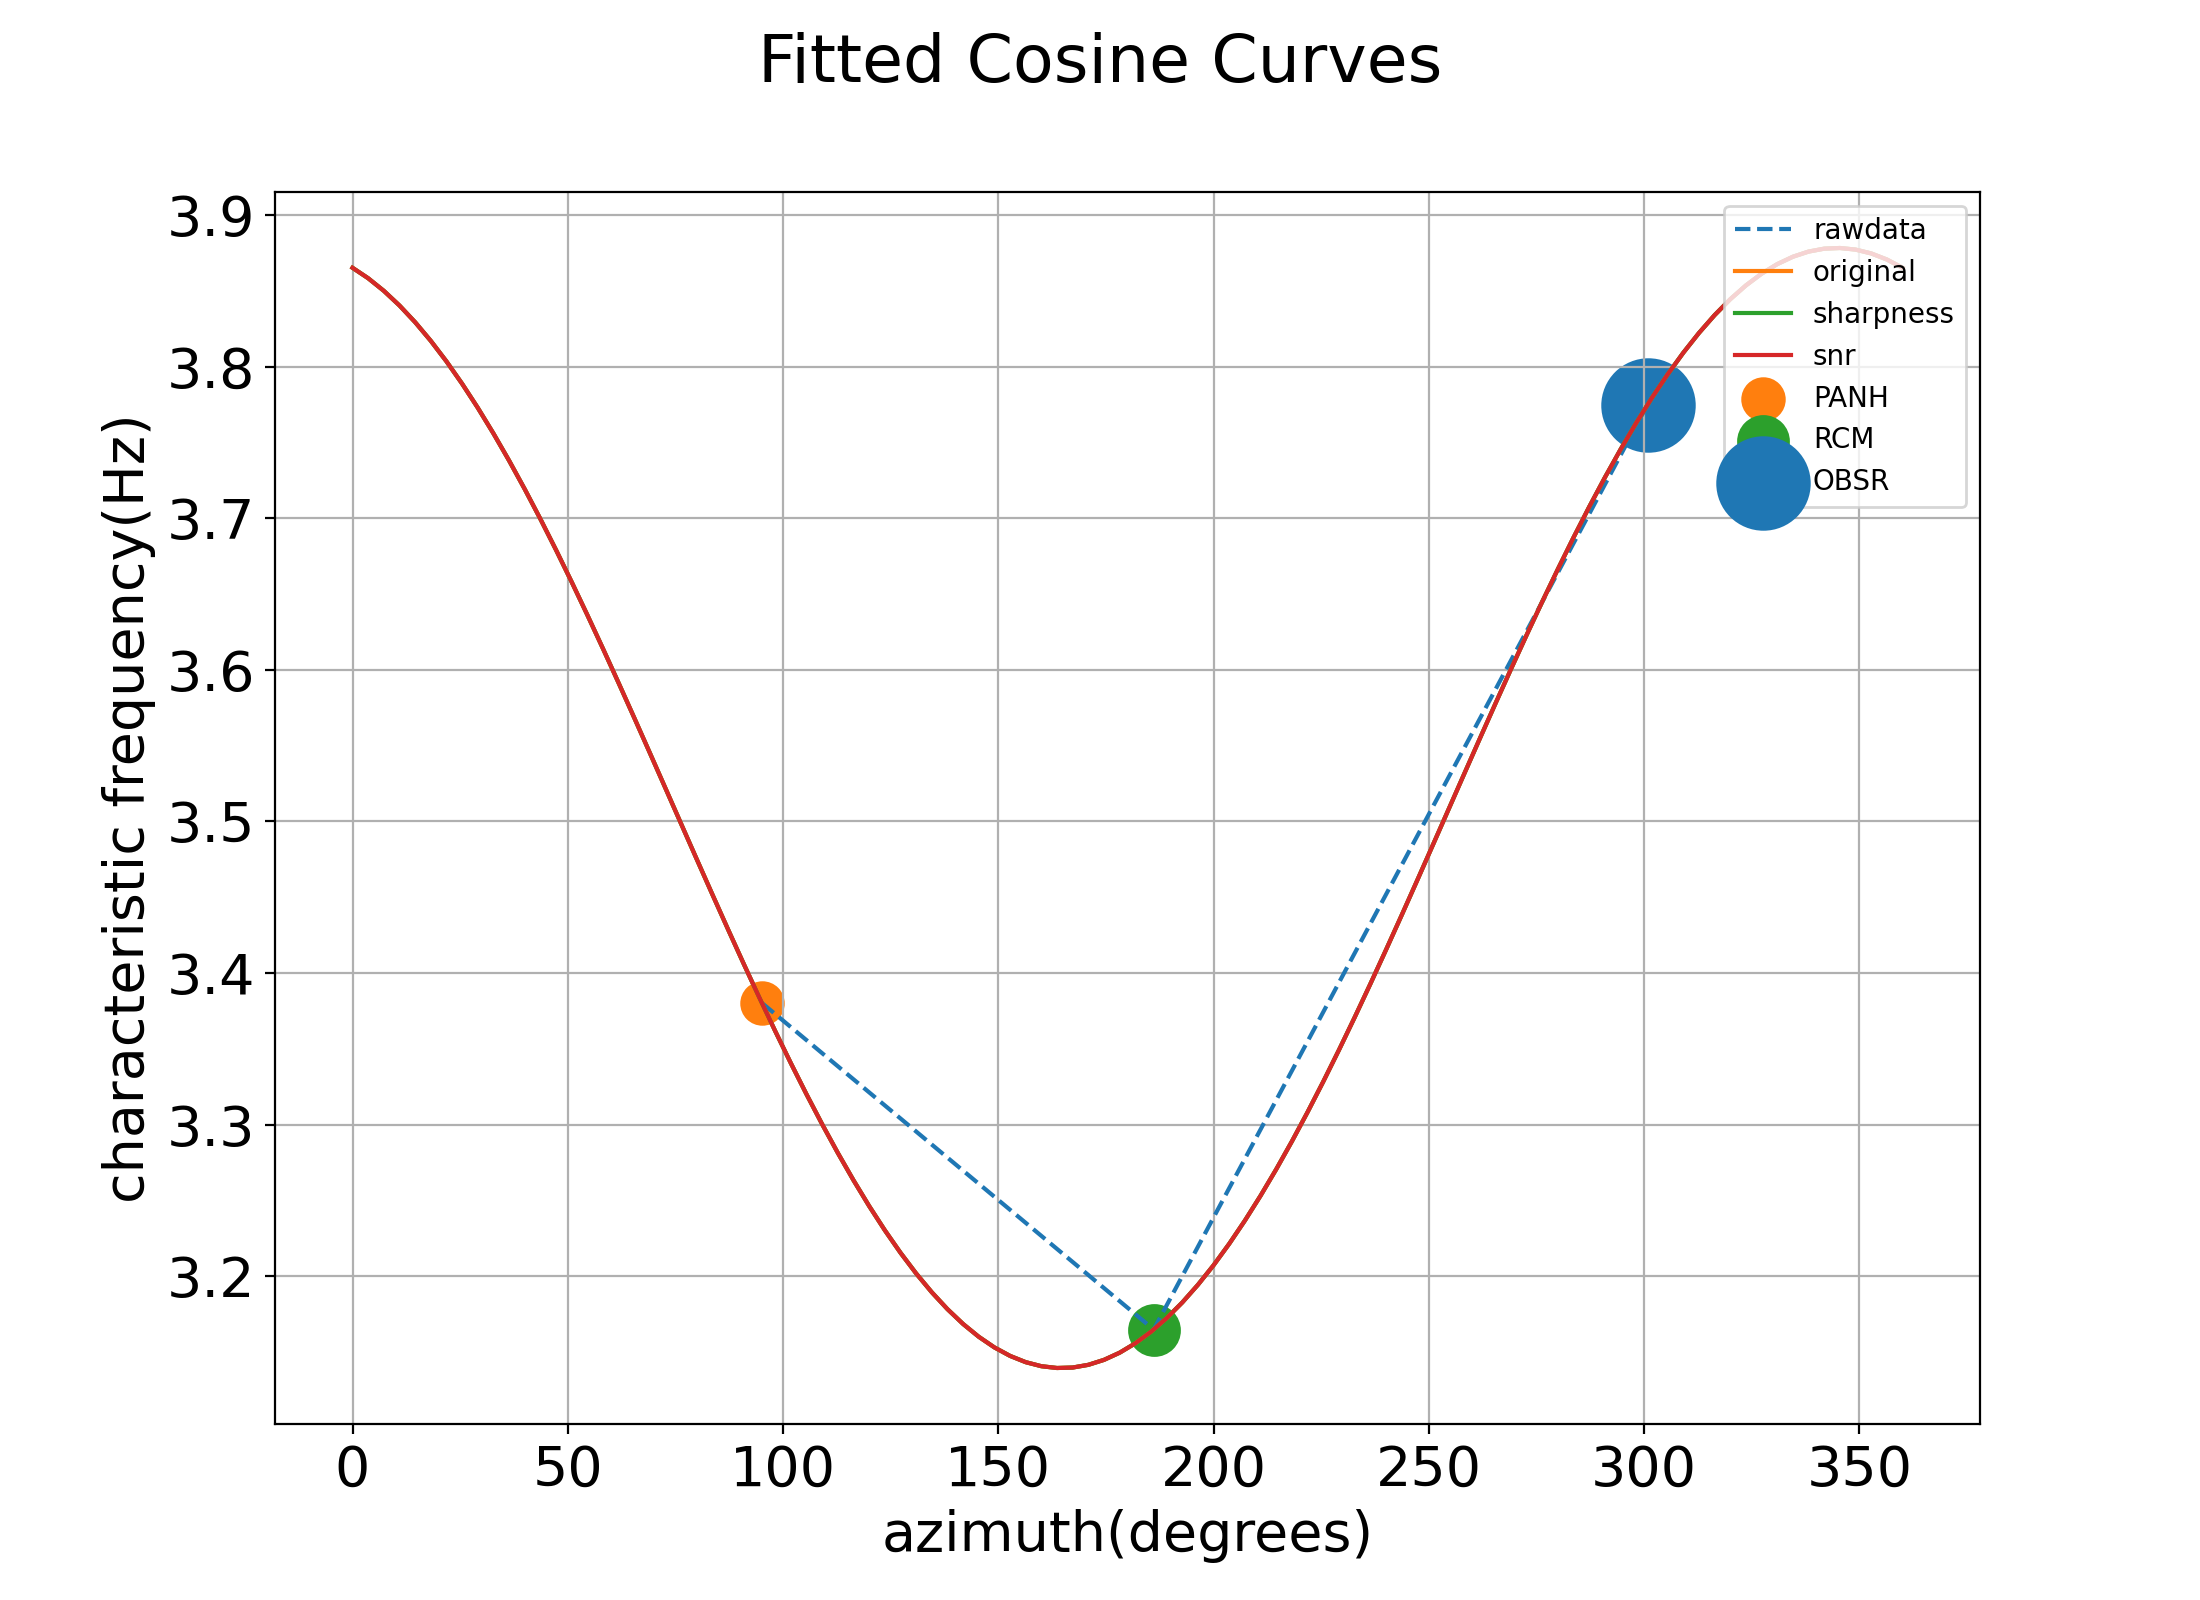 Fitted Cosine Curves
3.9
3.8
3.7
3.6
3.5
3.4
3.3
3.2
characteristic frequency(Hz)
rawdata
original
sharpness
snr
PANH
RCM
OBSR
0 50 100 150 200 250 300 350
azimuth(degrees)